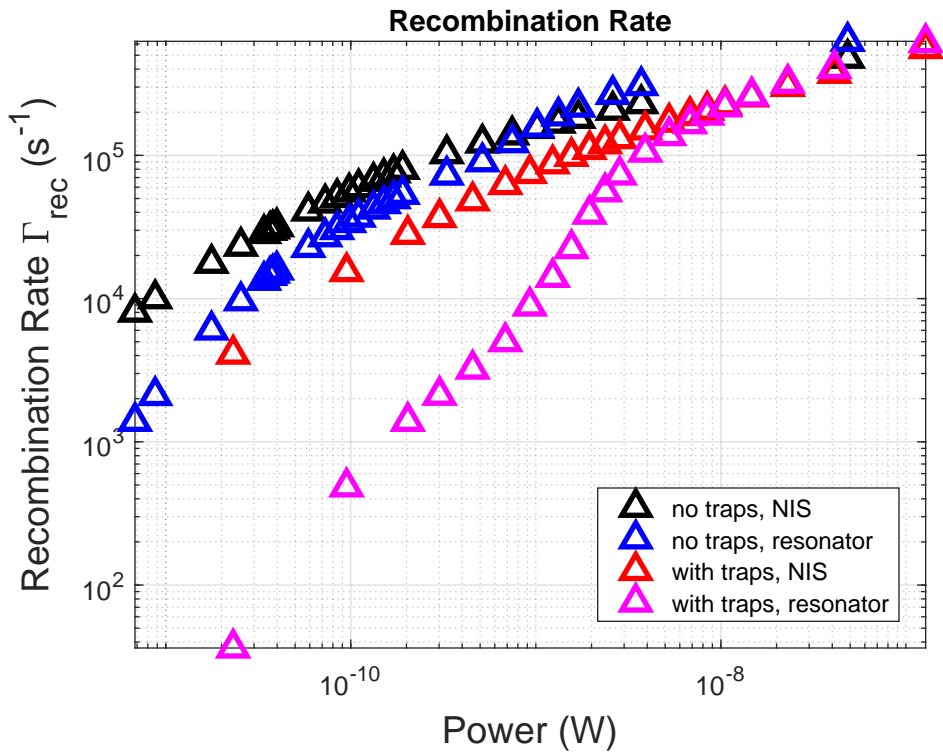 Recombination Rate
Recombination Rate Γ_rec (s^-1)
10^5
10^4
10^3
10^2
10^-10
10^-8
Power (W)
no traps, NIS
no traps, resonator
with traps, NIS
with traps, resonator